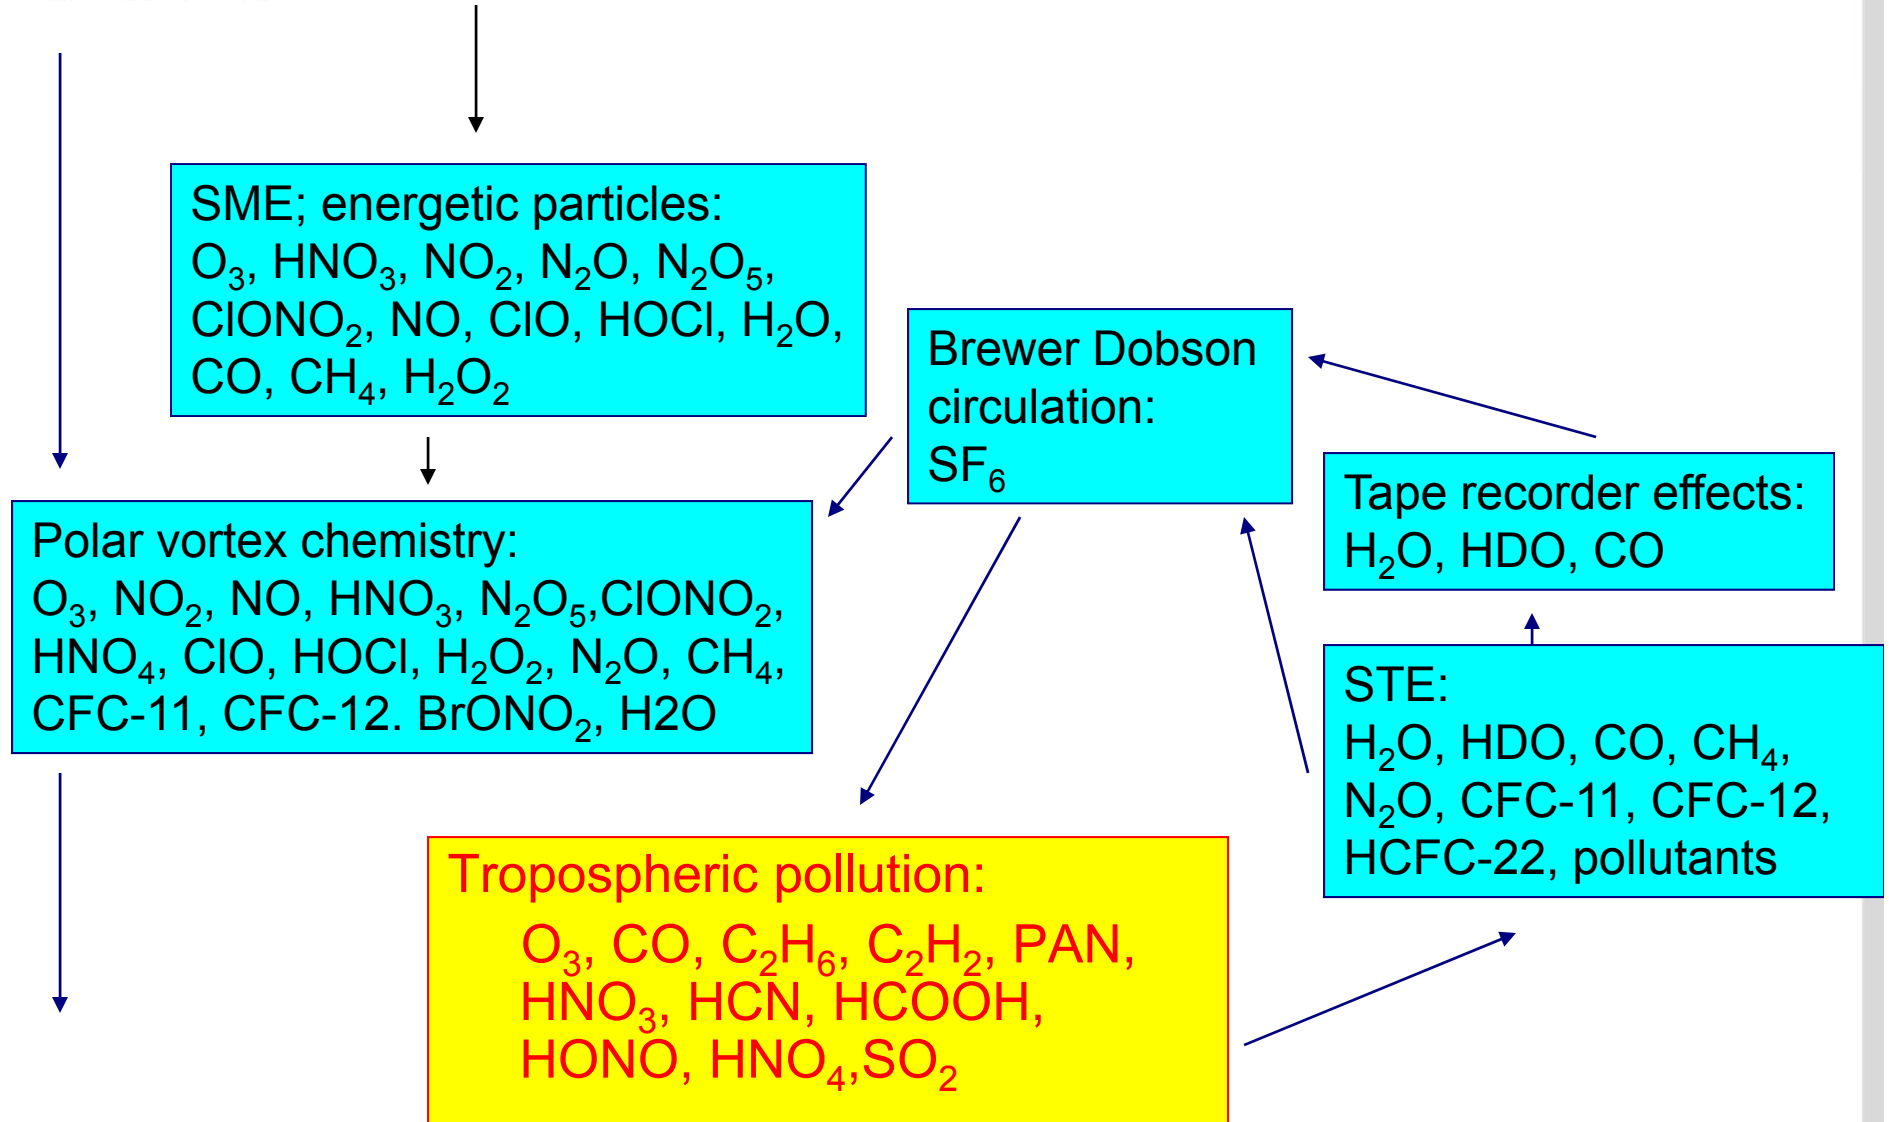 SME; energetic particles:
O₃, HNO₃, NO₂, N₂O, N₂O₅,
ClONO₂, NO, ClO, HOCl, H₂O,
CO, CH₄, H₂O₂
Brewer Dobson
circulation:
SF₆
Tape recorder effects:
H₂O, HDO, CO
Polar vortex chemistry:
O₃, NO₂, NO, HNO₃, N₂O₅,ClONO₂,
HNO₄, ClO, HOCl, H₂O₂, N₂O, CH₄,
CFC-11, CFC-12. BrONO₂, H2O
STE:
H₂O, HDO, CO, CH₄,
N₂O, CFC-11, CFC-12,
HCFC-22, pollutants
Tropospheric pollution:
O₃, CO, C₂H₆, C₂H₂, PAN,
HNO₃, HCN, HCOOH,
HONO, HNO₄,SO₂